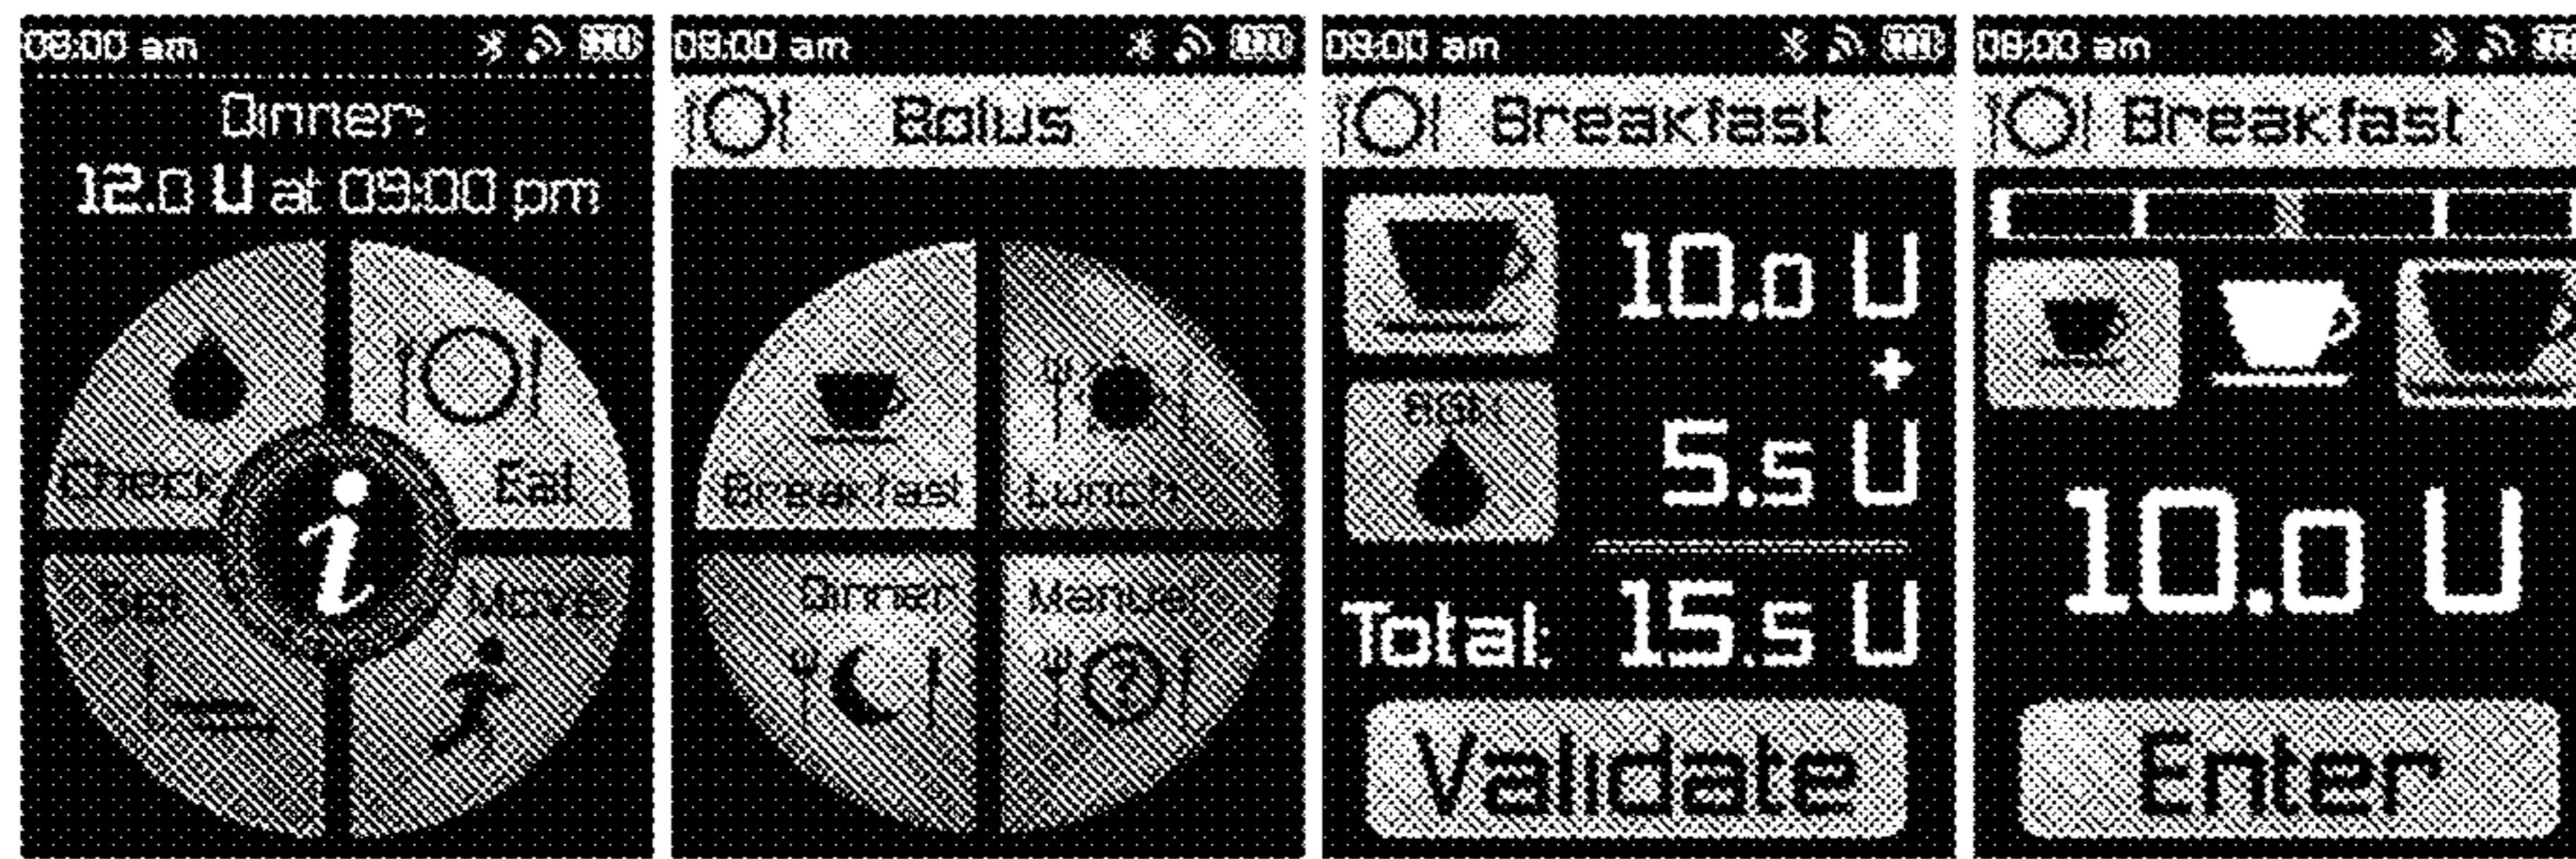 08:00 am
Dinner:
12.0 U at 09:00 pm
Check
Eat
i
Set
Move
08:00 am
Bolus
Breakfast
Lunch
Dinner
Manual
?
08:00 am
Breakfast
10.0 U
+
BGM
5.5 U
Total: 15.5 U
Validate
08:00 am
Breakfast
10.0 U
Enter